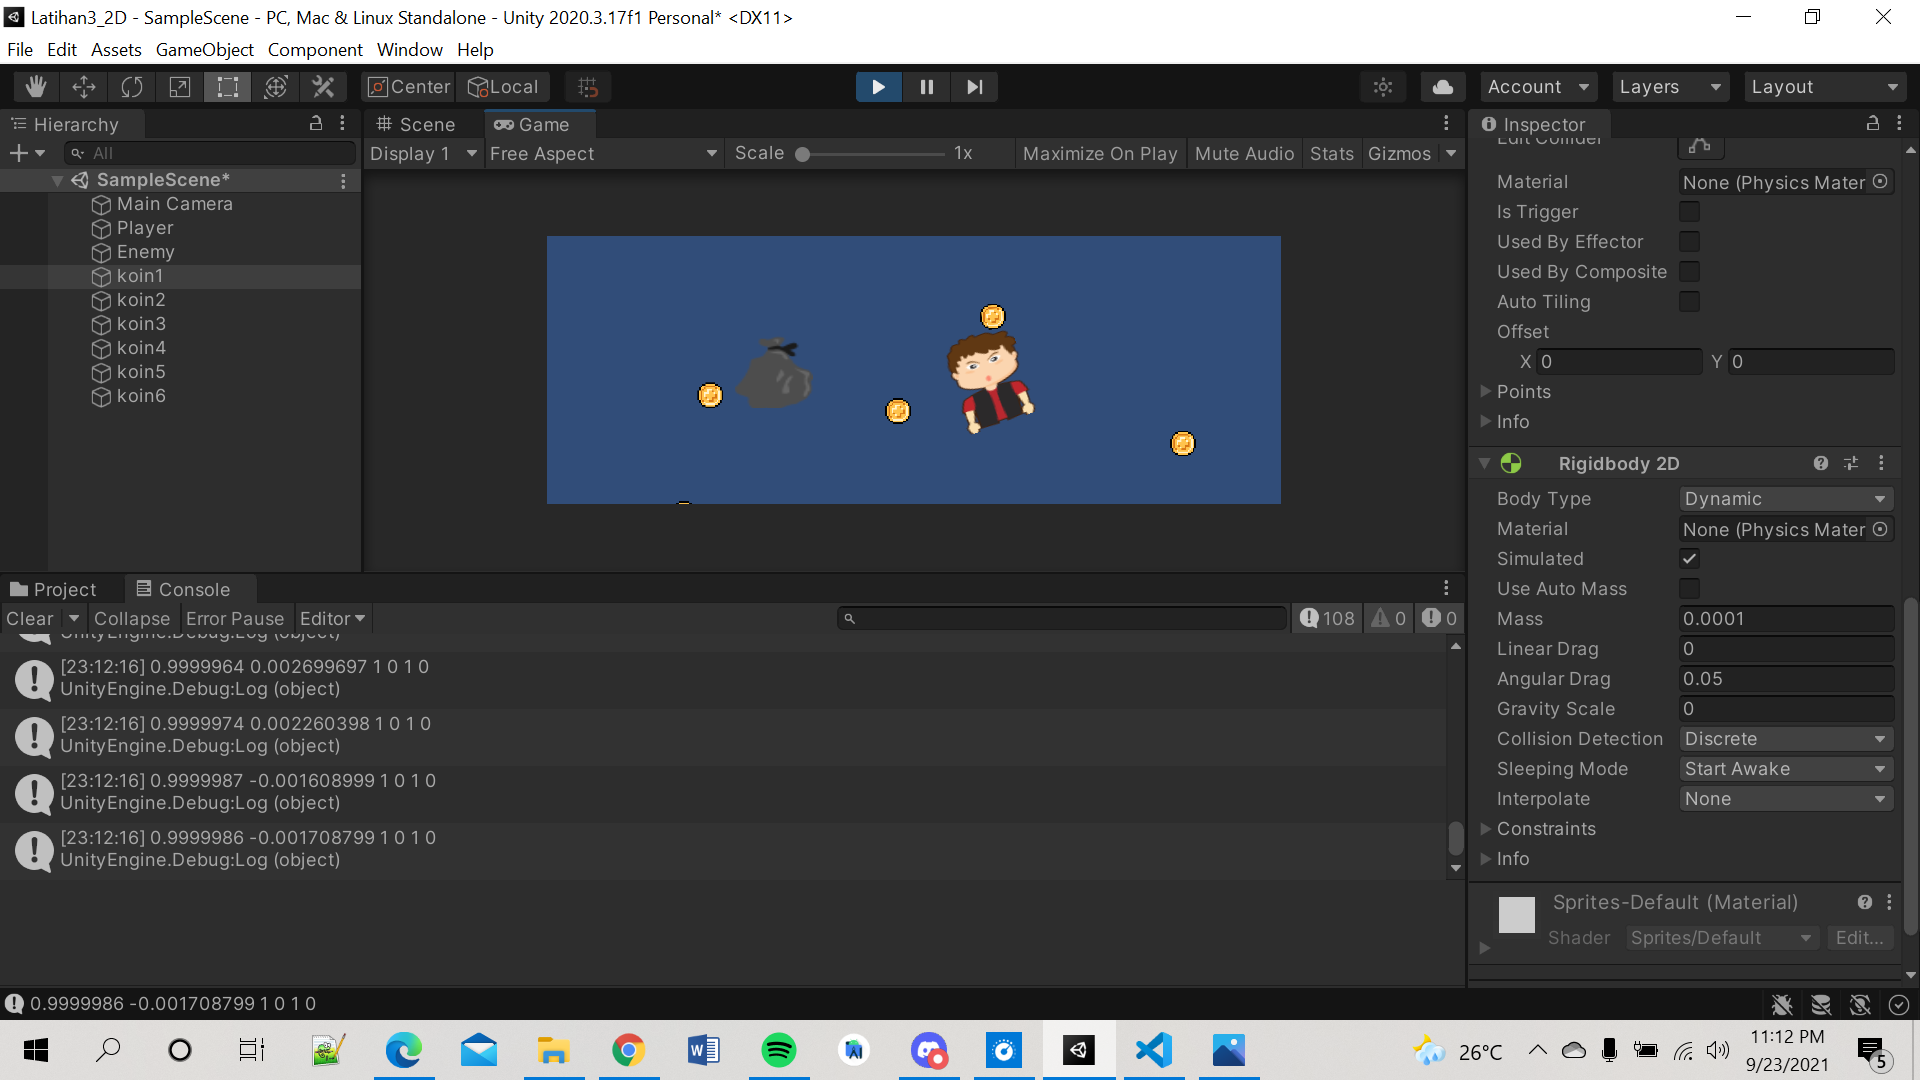 Latihan3_2D - SampleScene - PC, Mac & Linux Standalone - Unity 2020.3.17f1 Personal* <DX11>
File Edit Assets GameObject Component Window Help
Center Local Account Layers Layout
Hierarchy
All
SampleScene*
Main Camera
Player
Enemy
koin1
koin2
koin3
koin4
koin5
koin6
Scene Game
Display 1 Free Aspect Scale 1x Maximize On Play Mute Audio Stats Gizmos
Project Console
Clear Collapse Error Pause Editor 108 0 0
UnityEngine.Debug:Log (object)
[23:12:16] 0.9999964 0.002699697 1 0 1 0
UnityEngine.Debug:Log (object)
[23:12:16] 0.9999974 0.002260398 1 0 1 0
UnityEngine.Debug:Log (object)
[23:12:16] 0.9999987 -0.001608999 1 0 1 0
UnityEngine.Debug:Log (object)
[23:12:16] 0.9999986 -0.001708799 1 0 1 0
UnityEngine.Debug:Log (object)
Inspector
Edit Collider
Material None (Physics Mater
Is Trigger
Used By Effector
Used By Composite
Auto Tiling
Offset
X 0 Y 0
Points
Info
Rigidbody 2D
Body Type Dynamic
Material None (Physics Mater
Simulated
Use Auto Mass
Mass 0.0001
Linear Drag 0
Angular Drag 0.05
Gravity Scale 0
Collision Detection Discrete
Sleeping Mode Start Awake
Interpolate None
Constraints
Info
Sprites-Default (Material)
Shader Sprites/Default Edit...
0.9999986 -0.001708799 1 0 1 0
26°C
11:12 PM
9/23/2021
5